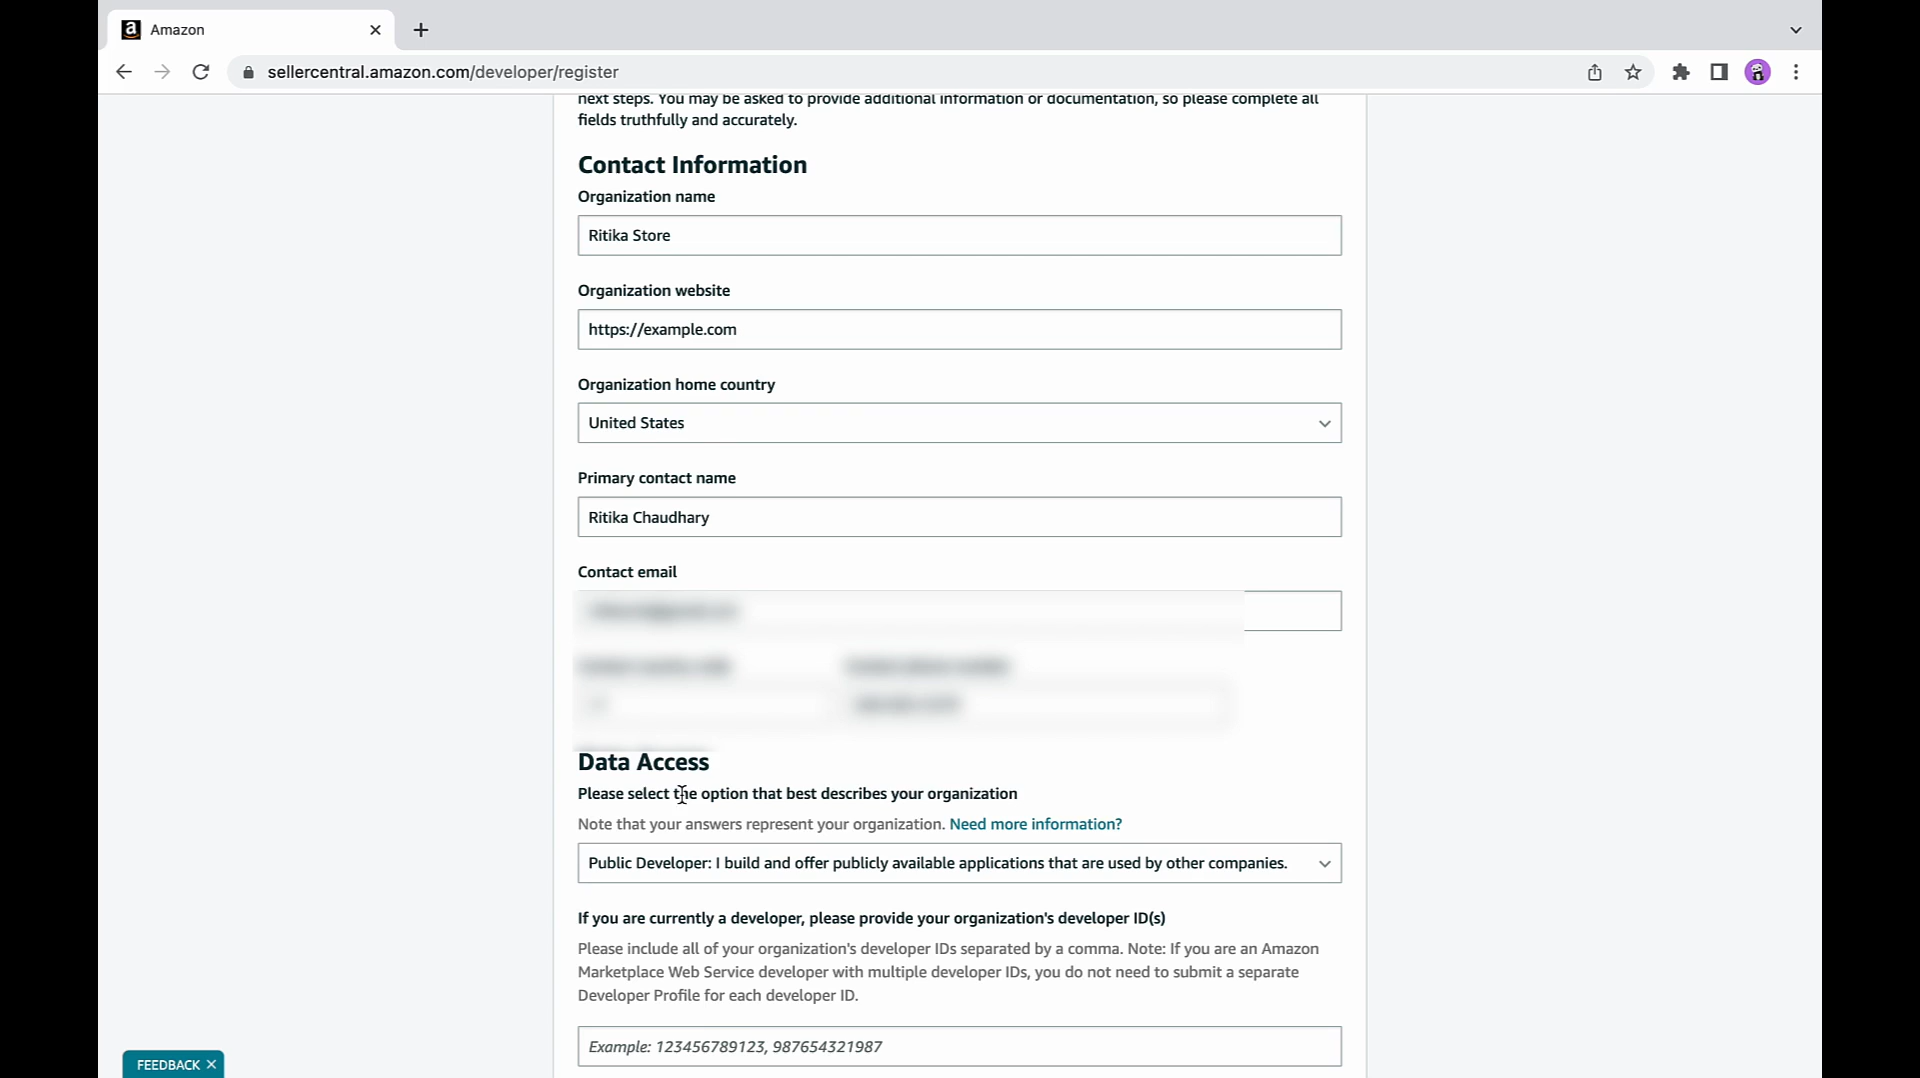 Amazon
sellercentral.amazon.com/developer/register
next steps. You may be asked to provide additional information or documentation, so please complete all
fields truthfully and accurately.
Contact Information
Organization name
Ritika Store
Organization website
https://example.com
Organization home country
United States
Primary contact name
Ritika Chaudhary
Contact email
Data Access
Please select the option that best describes your organization
Note that your answers represent your organization. Need more information?
Public Developer: I build and offer publicly available applications that are used by other companies.
If you are currently a developer, please provide your organization's developer ID(s)
Please include all of your organization's developer IDs separated by a comma. Note: If you are an Amazon
Marketplace Web Service developer with multiple developer IDs, you do not need to submit a separate
Developer Profile for each developer ID.
Example: 123456789123, 987654321987
FEEDBACK